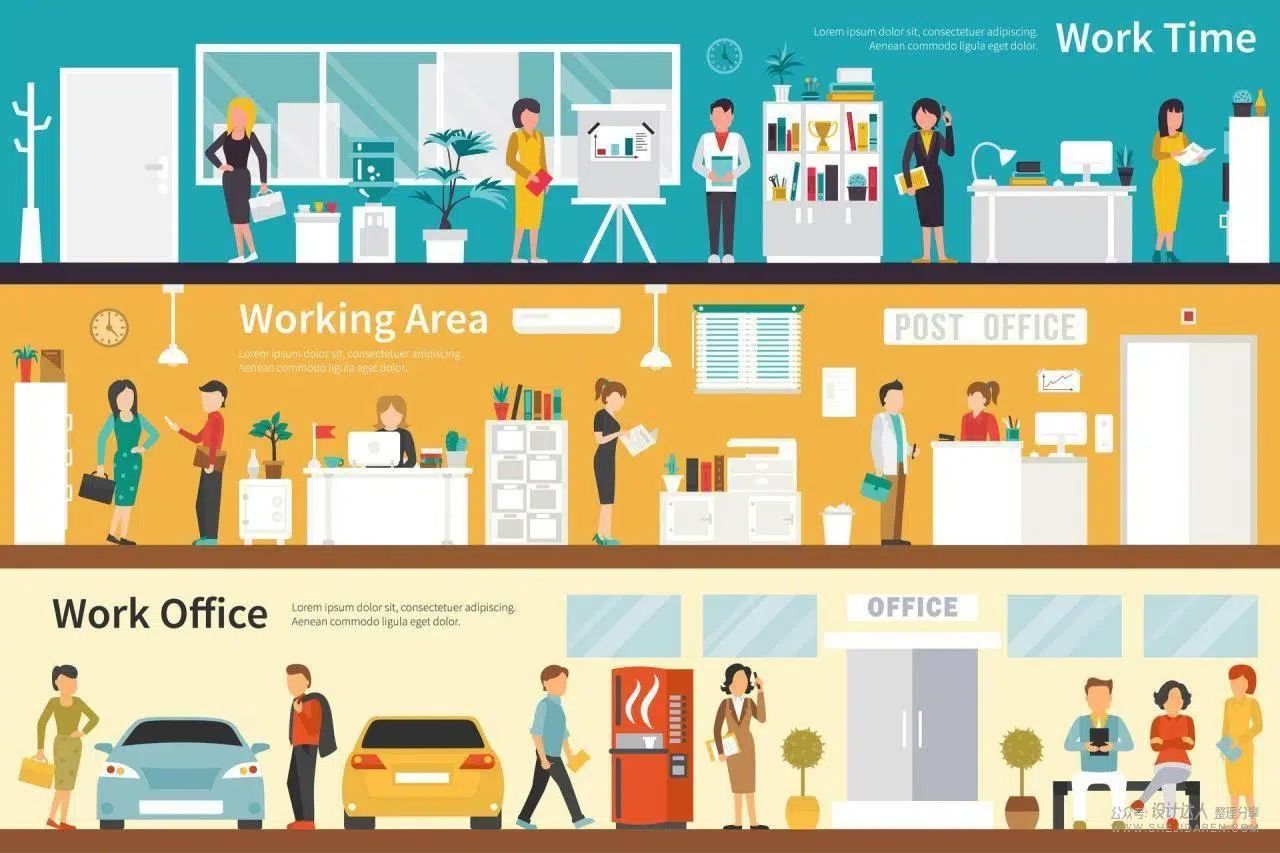 Lorem ipsum dolor sit, consectetuer adipiscing.
Aenean commodo ligula eget dolor.
Work Time
Working Area
Lorem ipsum dolor sit, consectetuer adipiscing.
Aenean commodo ligula eget dolor.
POST OFFICE
Work Office
Lorem ipsum dolor sit, consectetuer adipiscing.
Aenean commodo ligula eget dolor.
OFFICE
公众号: 设计达人 整理分享
WWW.SHEJIDAREN.COM